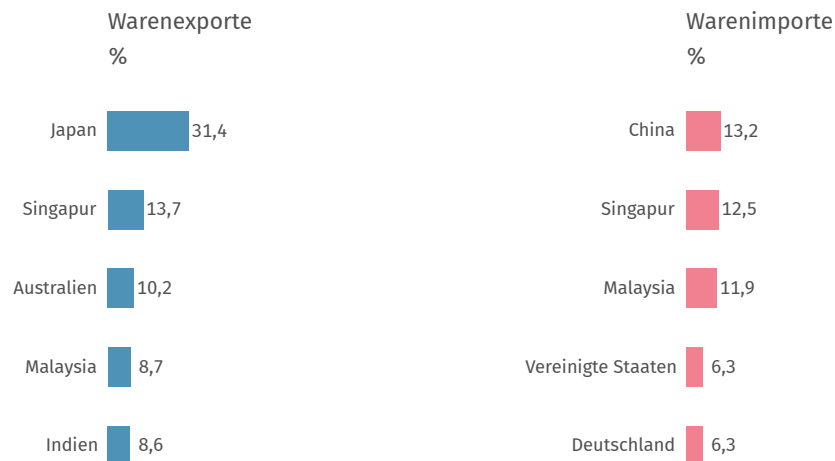 Warenexporte
%
Japan 31,4
Singapur 13,7
Australien 10,2
Malaysia 8,7
Indien 8,6
Warenimporte
%
China 13,2
Singapur 12,5
Malaysia 11,9
Vereinigte Staaten 6,3
Deutschland 6,3